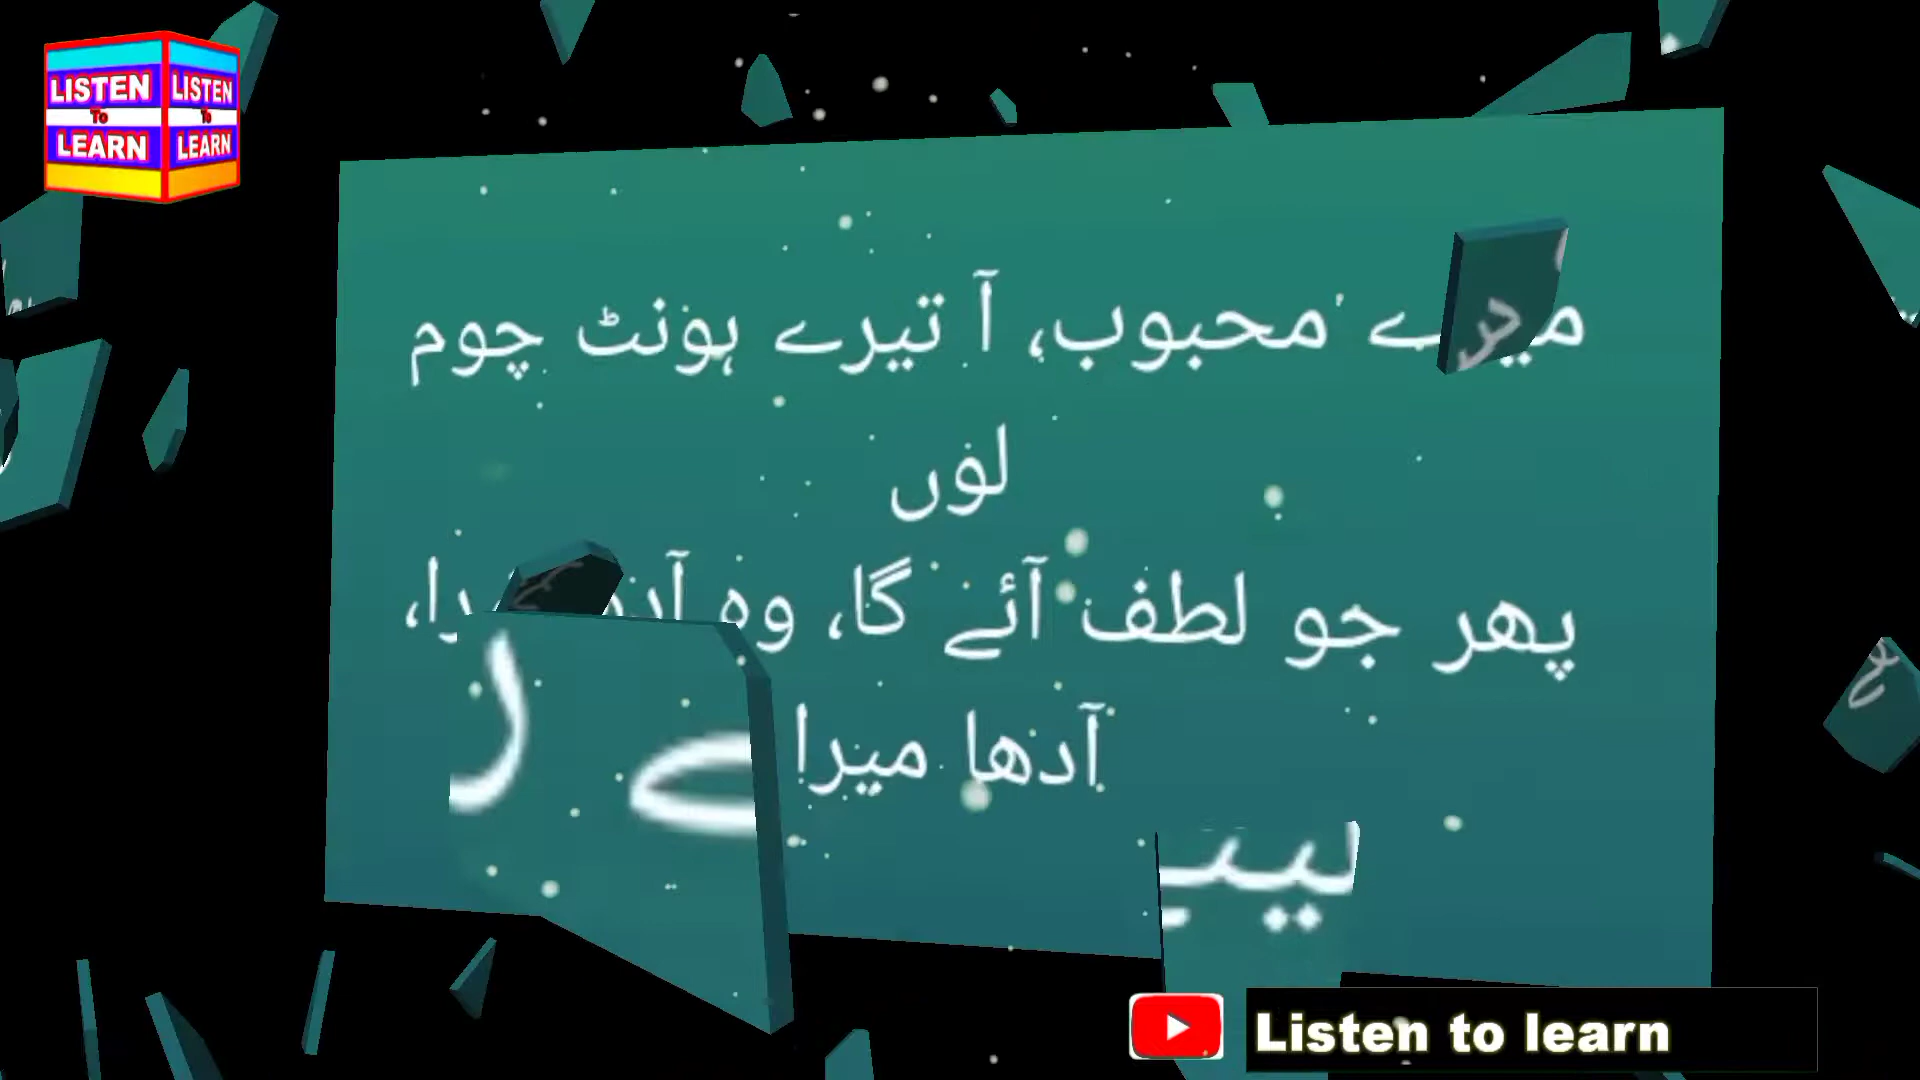 LISTEN
To
LEARN
LISTEN
To
LEARN
محبوب، آ تیرے ہونٹ چوم
لوں
پھر جو لطف آئے گا، وہ
آدھا میرا
Listen to learn